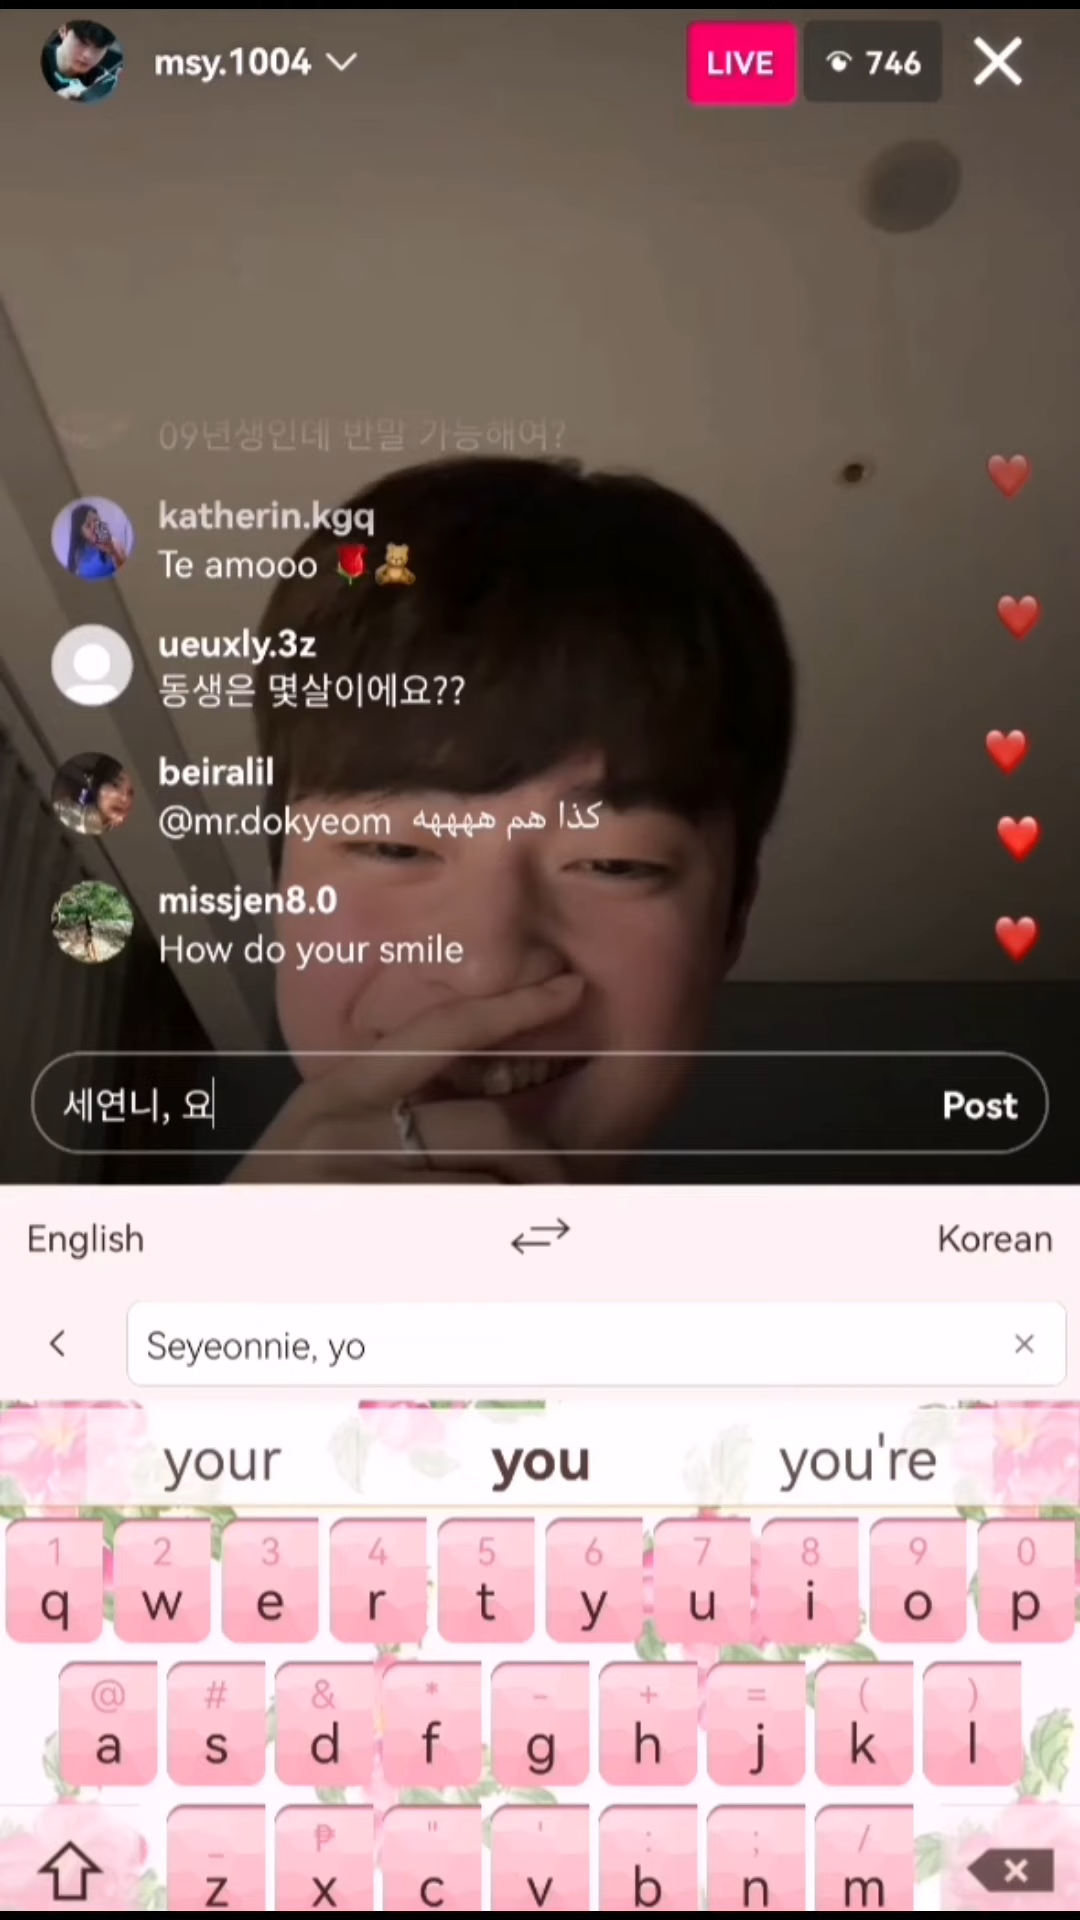 msy.1004
LIVE 746
09년생인데 반말 가능해여?
katherin.kgq
Te amooo 🌹🧸
ueuxly.3z
동생은 몇살이에요??
beiralil
@mr.dokyeom كذا هم ههههه
missjen8.0
How do your smile
세연니, 요
Post
English Korean
Seyeonnie, yo
your you you're
1 2 3 4 5 6 7 8 9 0
q w e r t y u i o p
@ # & * - + = ( )
a s d f g h j k l
_ ₱ " ' : ; /
z x c v b n m